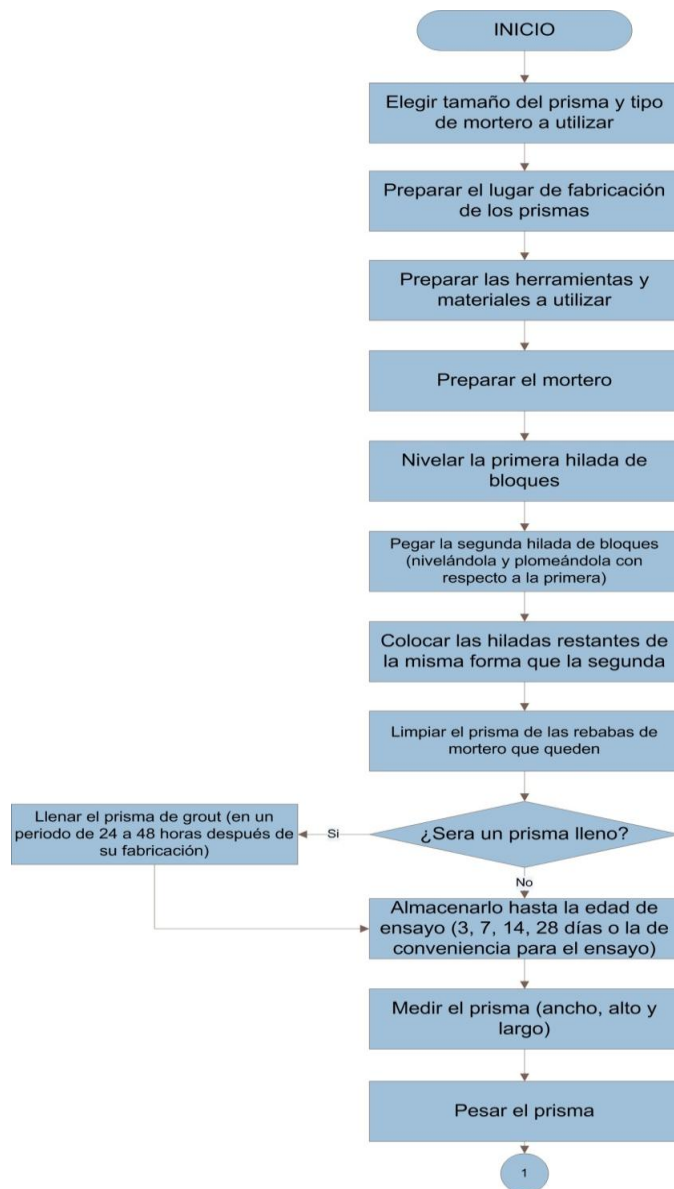 INICIO
Elegir tamaño del prisma y tipo
de mortero a utilizar
Preparar el lugar de fabricación
de los prismas
Preparar las herramientas y
materiales a utilizar
Preparar el mortero
Nivelar la primera hilada de
bloques
Pegar la segunda hilada de bloques
(nivelándola y plomeándola con
respecto a la primera)
Colocar las hiladas restantes de
la misma forma que la segunda
Limpiar el prisma de las rebabas de
mortero que queden
¿Sera un prisma lleno?
Si
Llenar el prisma de grout (en un
periodo de 24 a 48 horas después de
su fabricación)
No
Almacenarlo hasta la edad de
ensayo (3, 7, 14, 28 días o la de
conveniencia para el ensayo)
Medir el prisma (ancho, alto y
largo)
Pesar el prisma
1